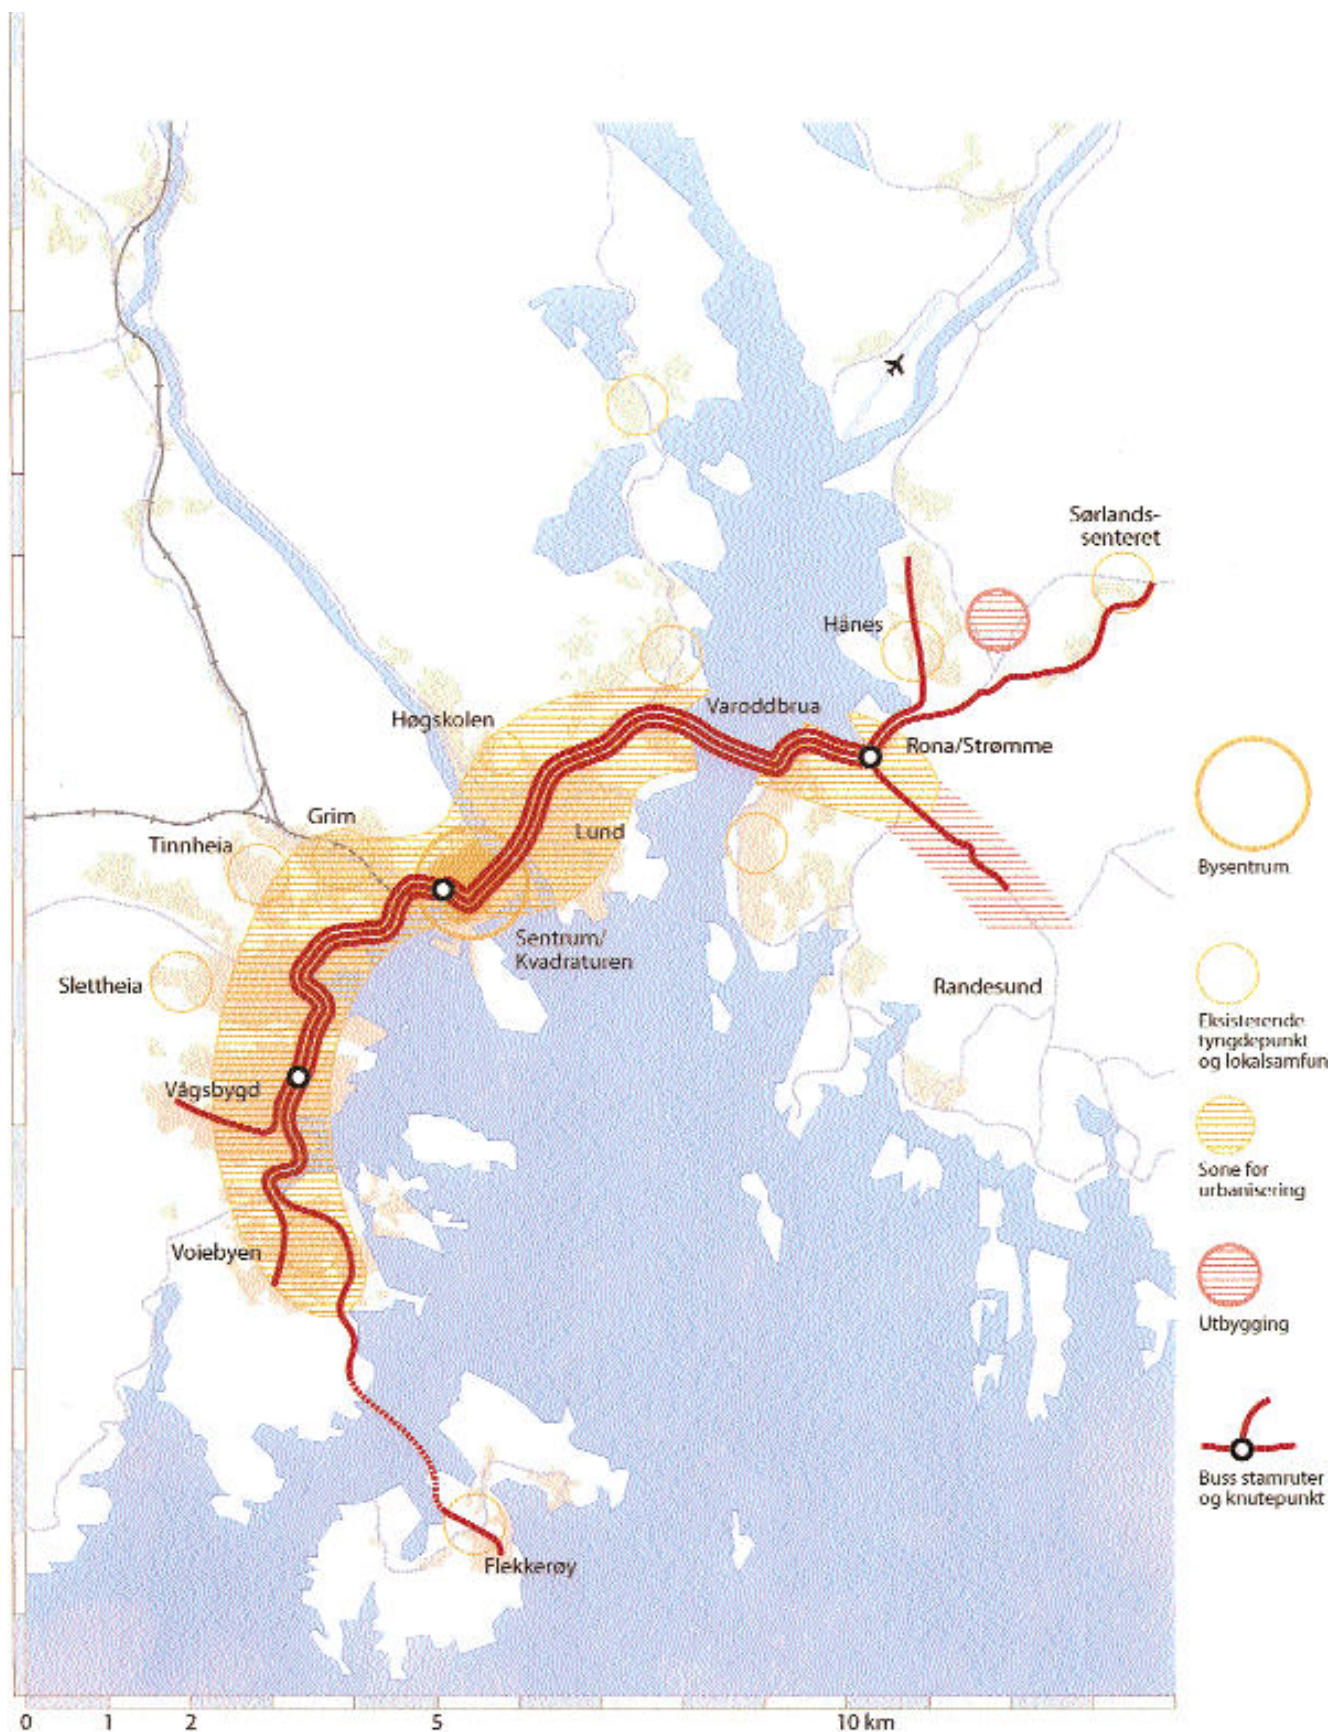 Sørlands-
senteret
Hånes
Varoddbrua
Høgskolen
Rona/Strømme
Grim
Tinnheia
Lund
Sentrum/
Kvadraturen
Slettheia
Randesund
Vågsbygd
Voiebyen
Flekkerøy
Bysentrum
Eksisterende
tyngdepunkt
og lokalsamfun
Sone for
urbanisering
Utbygging
Buss stamruter
og knutepunkt
0 1 2 5 10 km